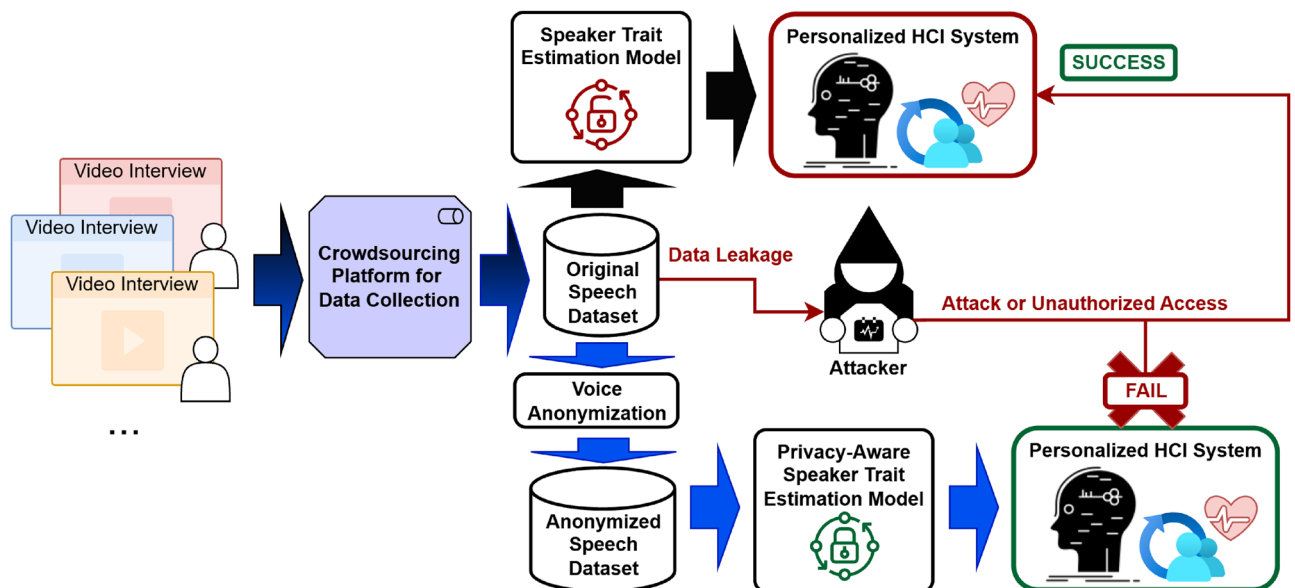 Video Interview
Video Interview
Video Interview
...
Crowdsourcing
Platform for
Data Collection
Speaker Trait
Estimation Model
Personalized HCI System
SUCCESS
Original
Speech
Dataset
Data Leakage
Attacker
Attack or Unauthorized Access
FAIL
Voice
Anonymization
Anonymized
Speech
Dataset
Privacy-Aware
Speaker Trait
Estimation Model
Personalized HCI System